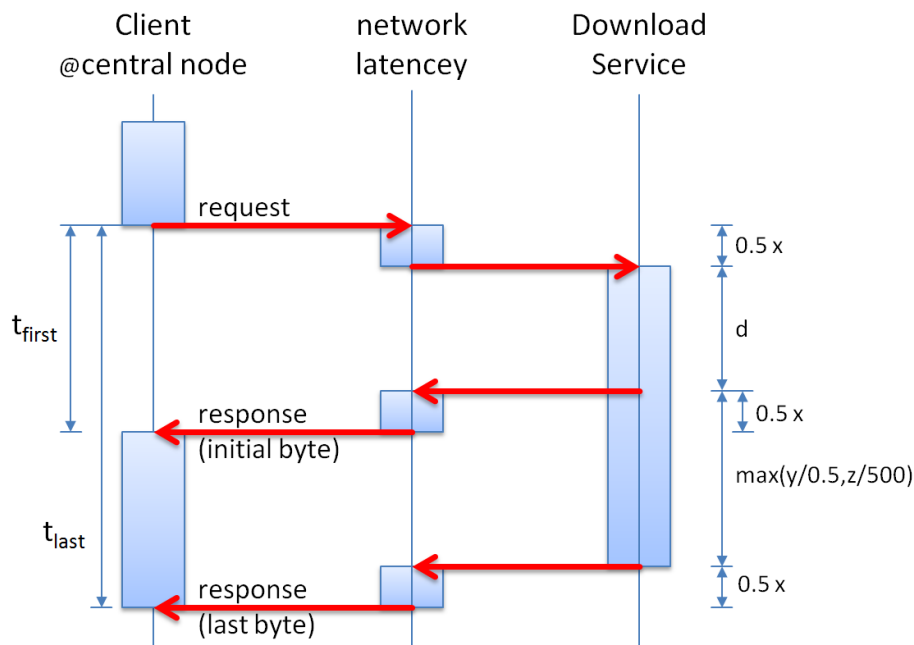 Client
@central node
network
latencey
Download
Service
request
0.5 x
t_first
d
response
(initial byte)
0.5 x
max(y/0.5,z/500)
t_last
response
(last byte)
0.5 x